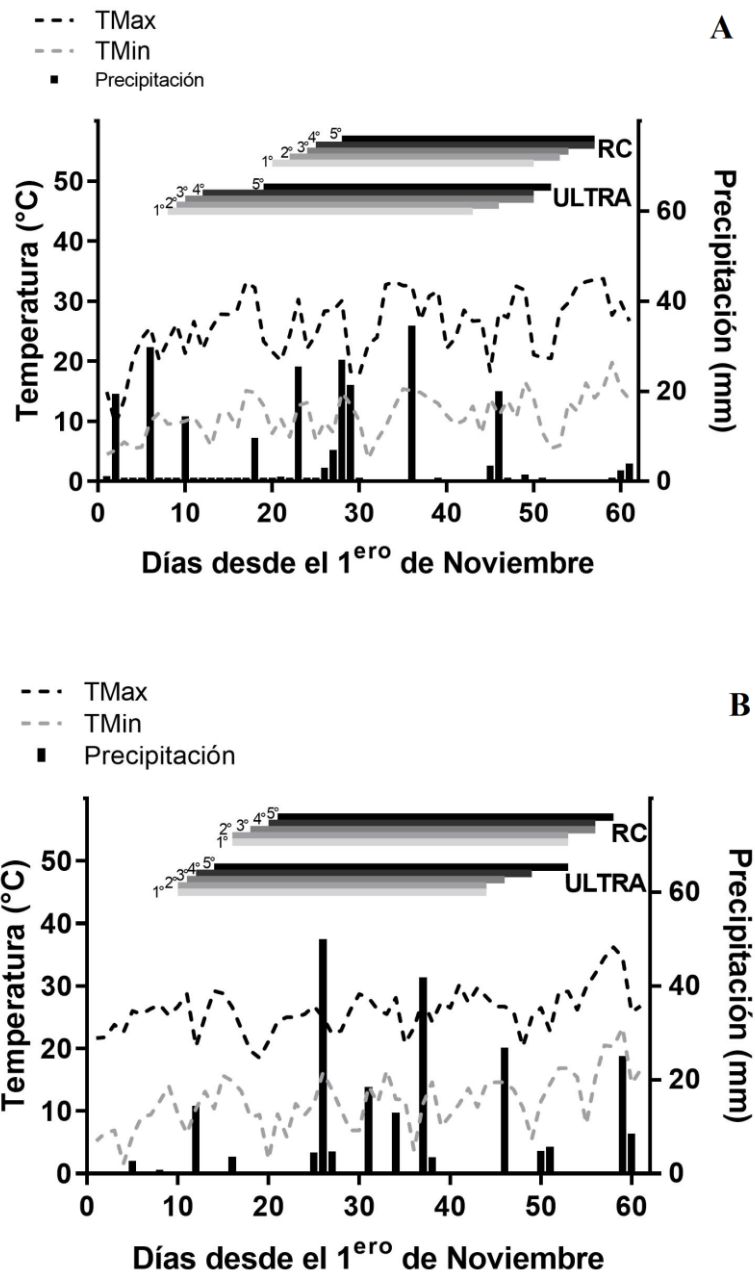 TMax
TMin
Precipitación
A
5°
4°
3°
2°
1°
RC
5°
4°
3°
2°
1°
ULTRA
Temperatura (°C)
50
40
30
20
10
0
Precipitación (mm)
60
40
20
0
0 10 20 30 40 50 60
Días desde el 1ero de Noviembre
TMax
TMin
Precipitación
B
5°
4°
3°
2°
1°
RC
5°
4°
3°
2°
1°
ULTRA
Temperatura (°C)
50
40
30
20
10
0
Precipitación (mm)
60
40
20
0
0 10 20 30 40 50 60
Días desde el 1ero de Noviembre